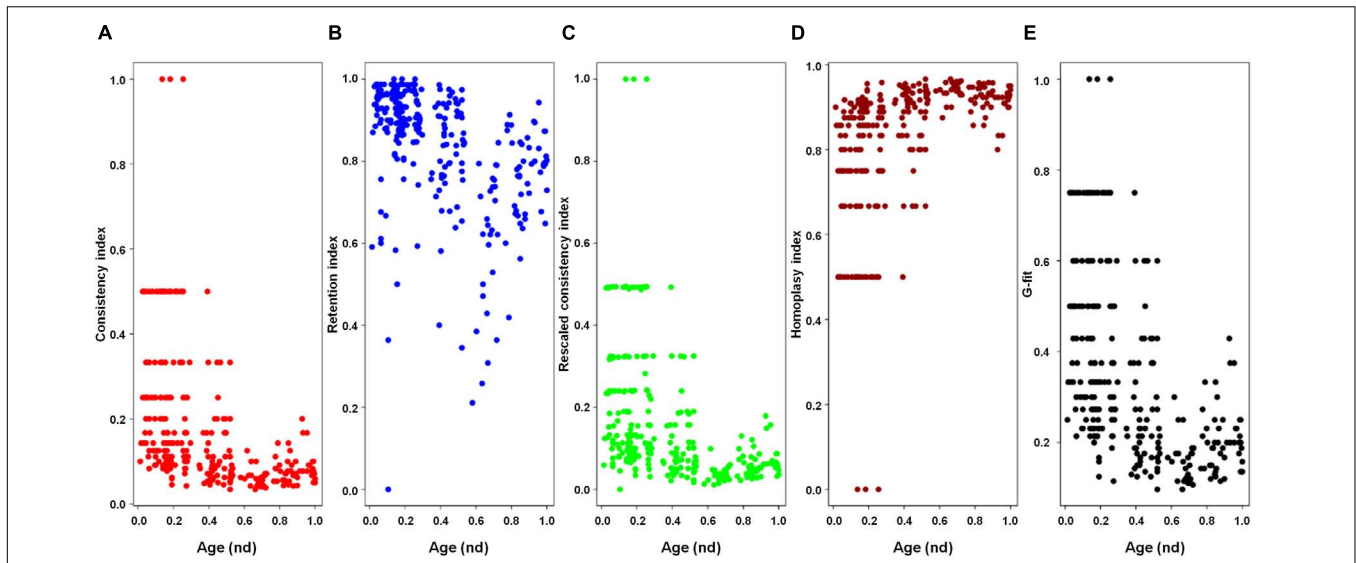 A
B
C
D
E
Consistency index
1.0
0.8
0.6
0.4
0.2
0.0
0.0 0.2 0.4 0.6 0.8 1.0
Age (nd)
Retention index
1.0
0.8
0.6
0.4
0.2
0.0
0.0 0.2 0.4 0.6 0.8 1.0
Age (nd)
Rescaled consistency index
1.0
0.8
0.6
0.4
0.2
0.0
0.0 0.2 0.4 0.6 0.8 1.0
Age (nd)
Homoplasy index
1.0
0.8
0.6
0.4
0.2
0.0
0.0 0.2 0.4 0.6 0.8 1.0
Age (nd)
G-fit
1.0
0.8
0.6
0.4
0.2
0.0 0.2 0.4 0.6 0.8 1.0
Age (nd)